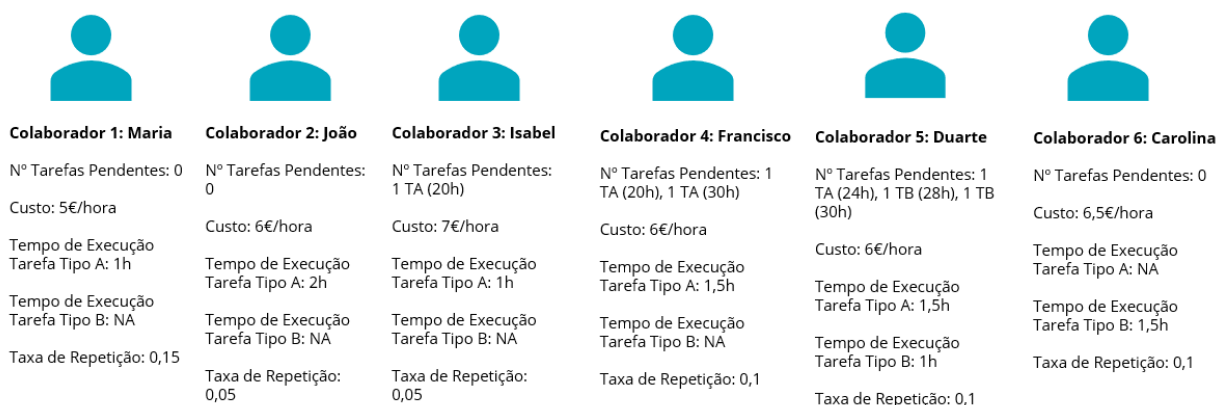 Colaborador 1: Maria
Nº Tarefas Pendentes: 0
Custo: 5€/hora
Tempo de Execução
Tarefa Tipo A: 1h
Tempo de Execução
Tarefa Tipo B: NA
Taxa de Repetição: 0,15
Colaborador 2: João
Nº Tarefas Pendentes:
0
Custo: 6€/hora
Tempo de Execução
Tarefa Tipo A: 2h
Tempo de Execução
Tarefa Tipo B: NA
Taxa de Repetição:
0,05
Colaborador 3: Isabel
Nº Tarefas Pendentes:
1 TA (20h)
Custo: 7€/hora
Tempo de Execução
Tarefa Tipo A: 1h
Tempo de Execução
Tarefa Tipo B: NA
Taxa de Repetição:
0,05
Colaborador 4: Francisco
Nº Tarefas Pendentes: 1
TA (20h), 1 TA (30h)
Custo: 6€/hora
Tempo de Execução
Tarefa Tipo A: 1,5h
Tempo de Execução
Tarefa Tipo B: NA
Taxa de Repetição: 0,1
Colaborador 5: Duarte
Nº Tarefas Pendentes: 1
TA (24h), 1 TB (28h), 1 TB
(30h)
Custo: 6€/hora
Tempo de Execução
Tarefa Tipo A: 1,5h
Tempo de Execução
Tarefa Tipo B: 1h
Taxa de Repetição: 0,1
Colaborador 6: Carolina
Nº Tarefas Pendentes: 0
Custo: 6,5€/hora
Tempo de Execução
Tarefa Tipo A: NA
Tempo de Execução
Tarefa Tipo B: 1,5h
Taxa de Repetição: 0,1